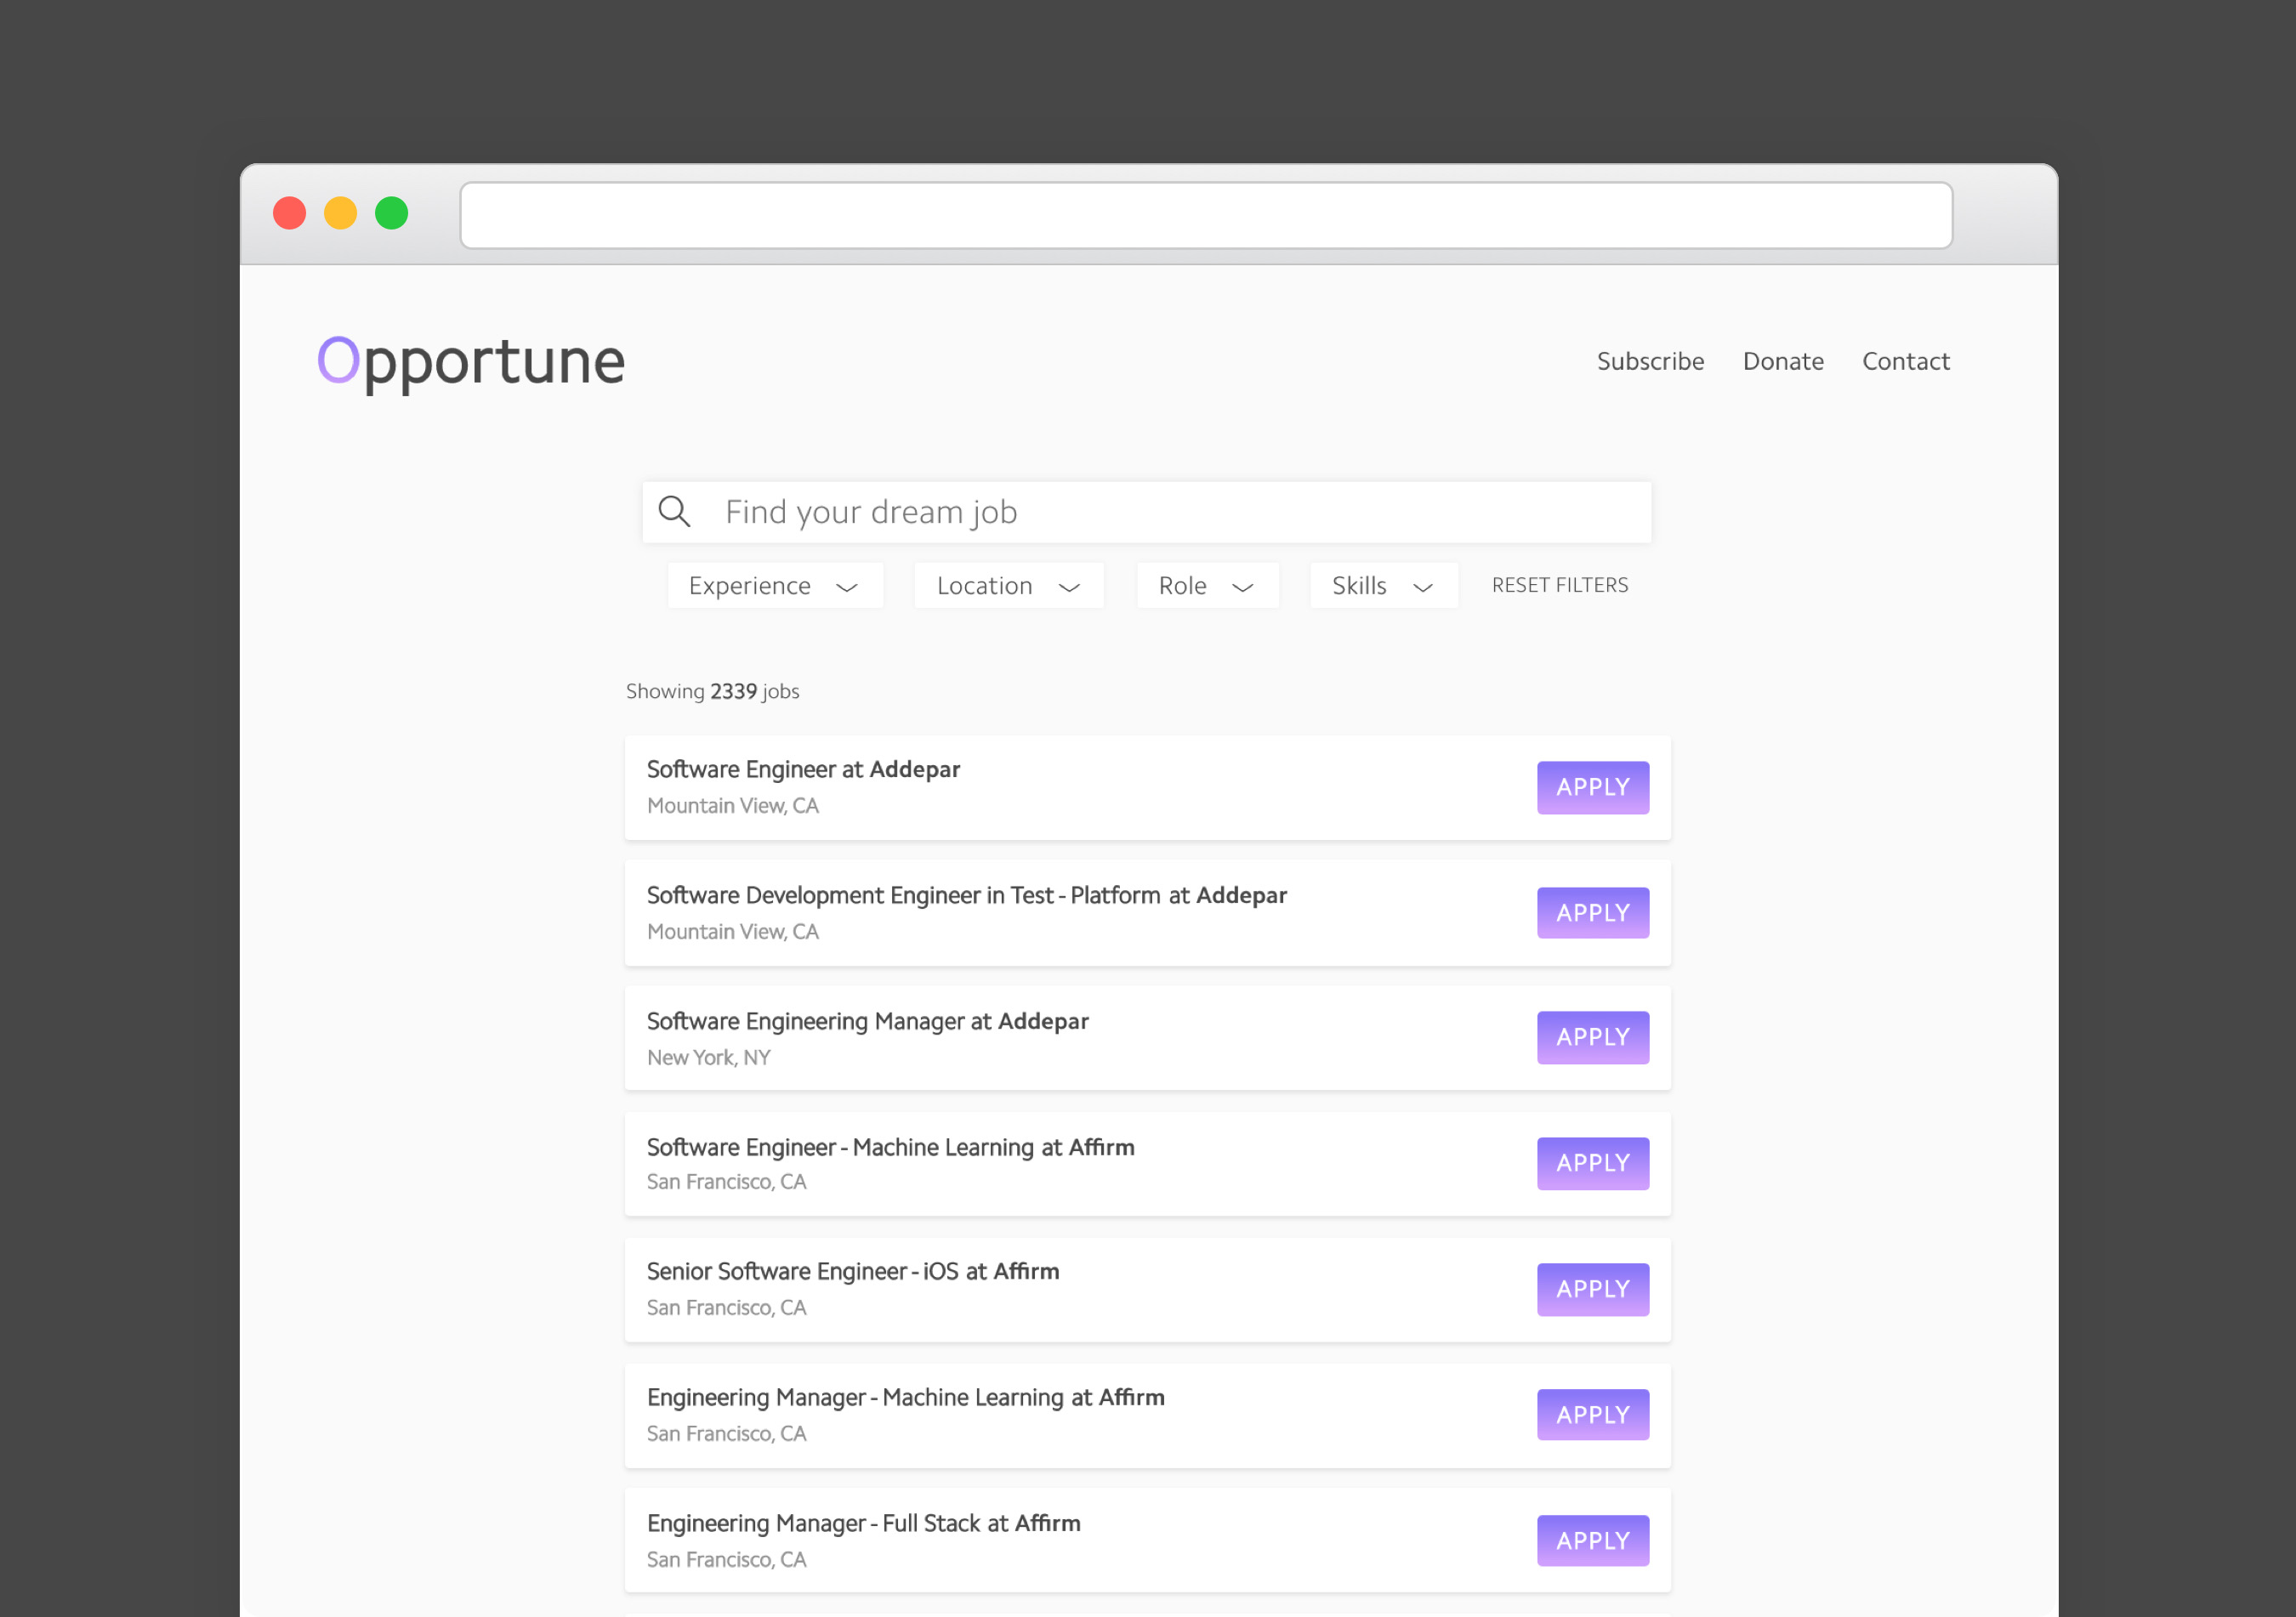 Opportune
Subscribe Donate Contact
Find your dream job
Experience Location Role Skills RESET FILTERS
Showing 2339 jobs
Software Engineer at Addepar
Mountain View, CA
APPLY
Software Development Engineer in Test - Platform at Addepar
Mountain View, CA
APPLY
Software Engineering Manager at Addepar
New York, NY
APPLY
Software Engineer - Machine Learning at Affirm
San Francisco, CA
APPLY
Senior Software Engineer - iOS at Affirm
San Francisco, CA
APPLY
Engineering Manager - Machine Learning at Affirm
San Francisco, CA
APPLY
Engineering Manager - Full Stack at Affirm
San Francisco, CA
APPLY